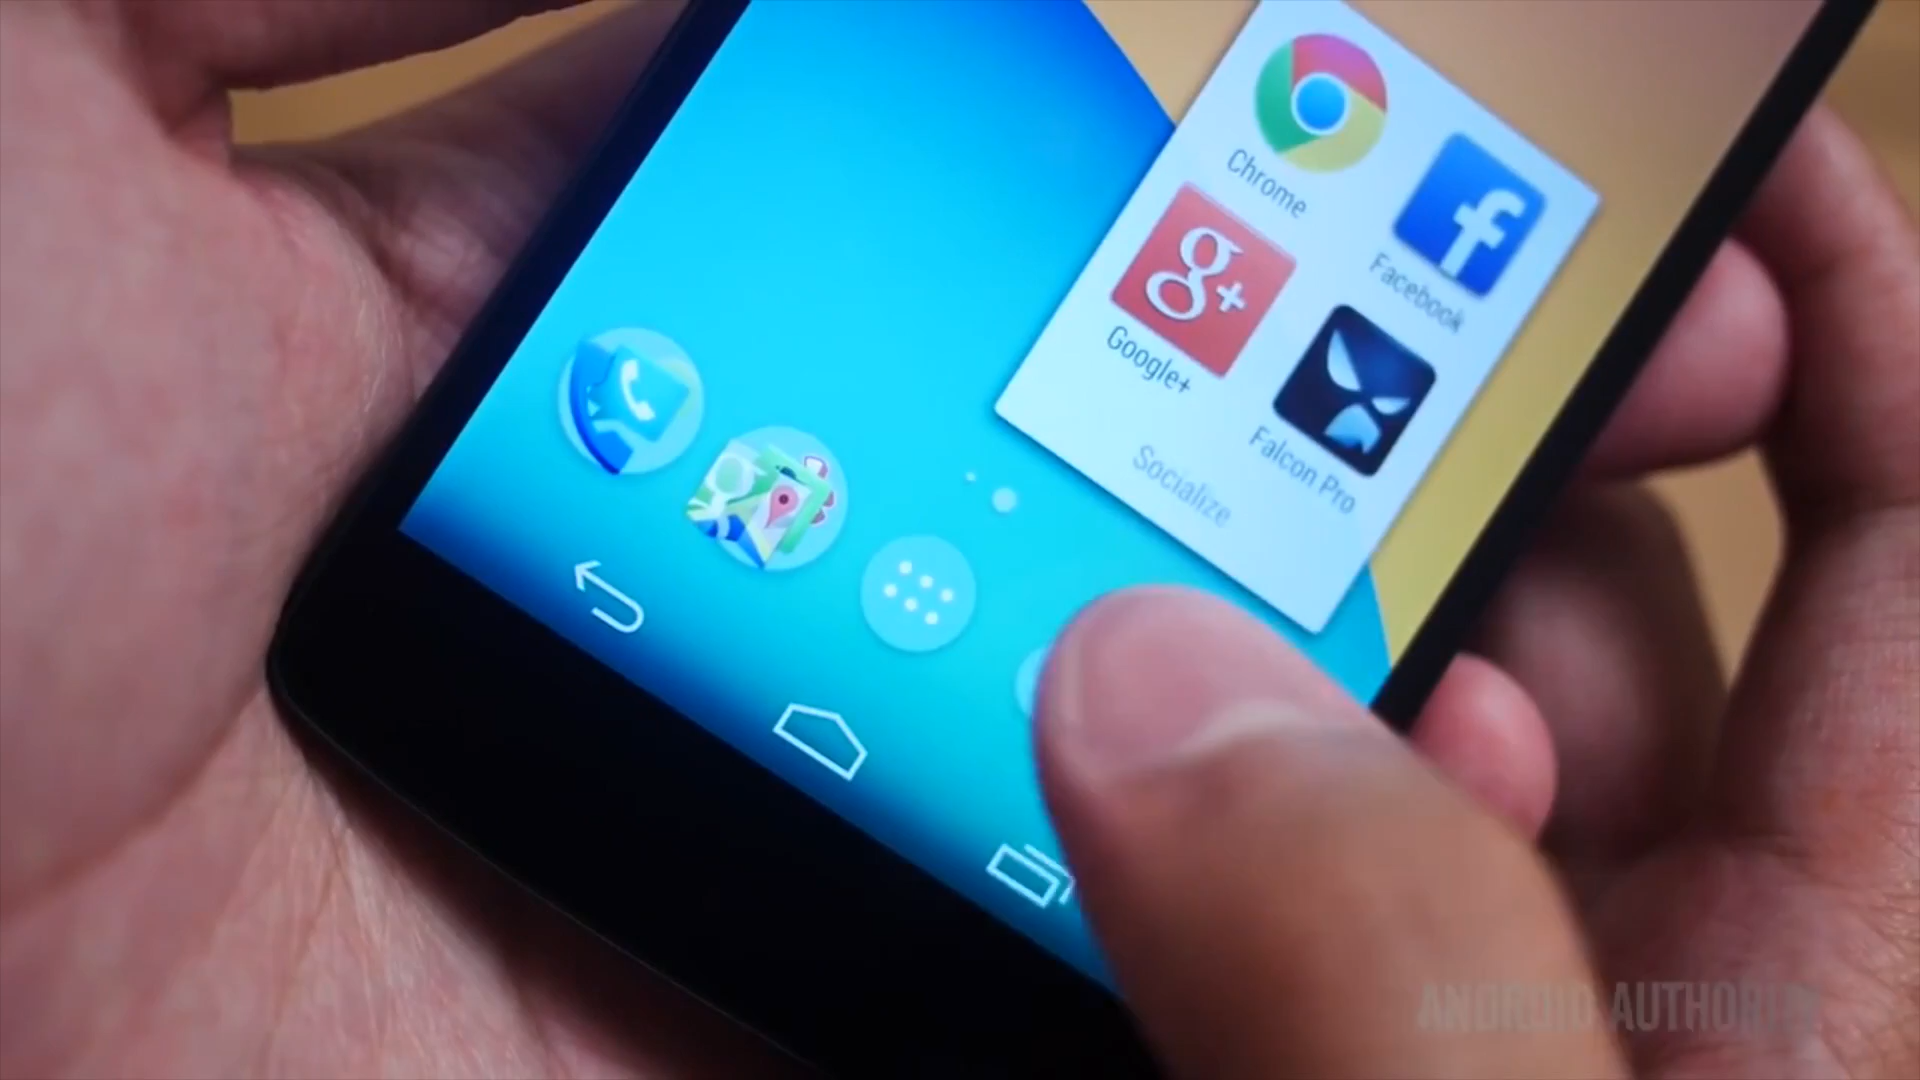 Chrome
Facebook
g+
Google+
Falcon Pro
Socialize
ANDROID AUTHORITY